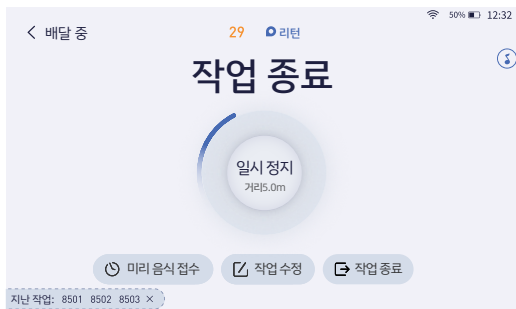 50% 12:32
배달 중 29 리턴
작업 종료
일시 정지
거리5.0m
미리 음식 접수 작업 수정 작업 종료
지난 작업: 8501 8502 8503 ×